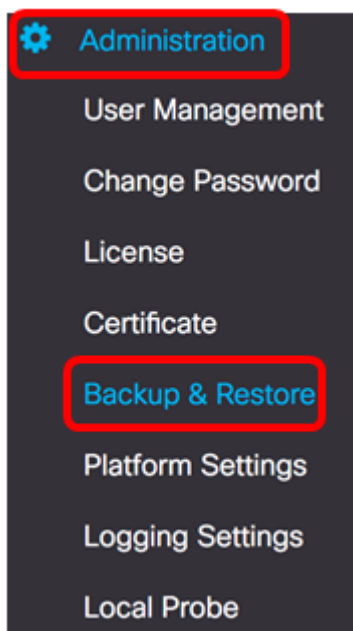 Administration
User Management
Change Password
License
Certificate
Backup & Restore
Platform Settings
Logging Settings
Local Probe